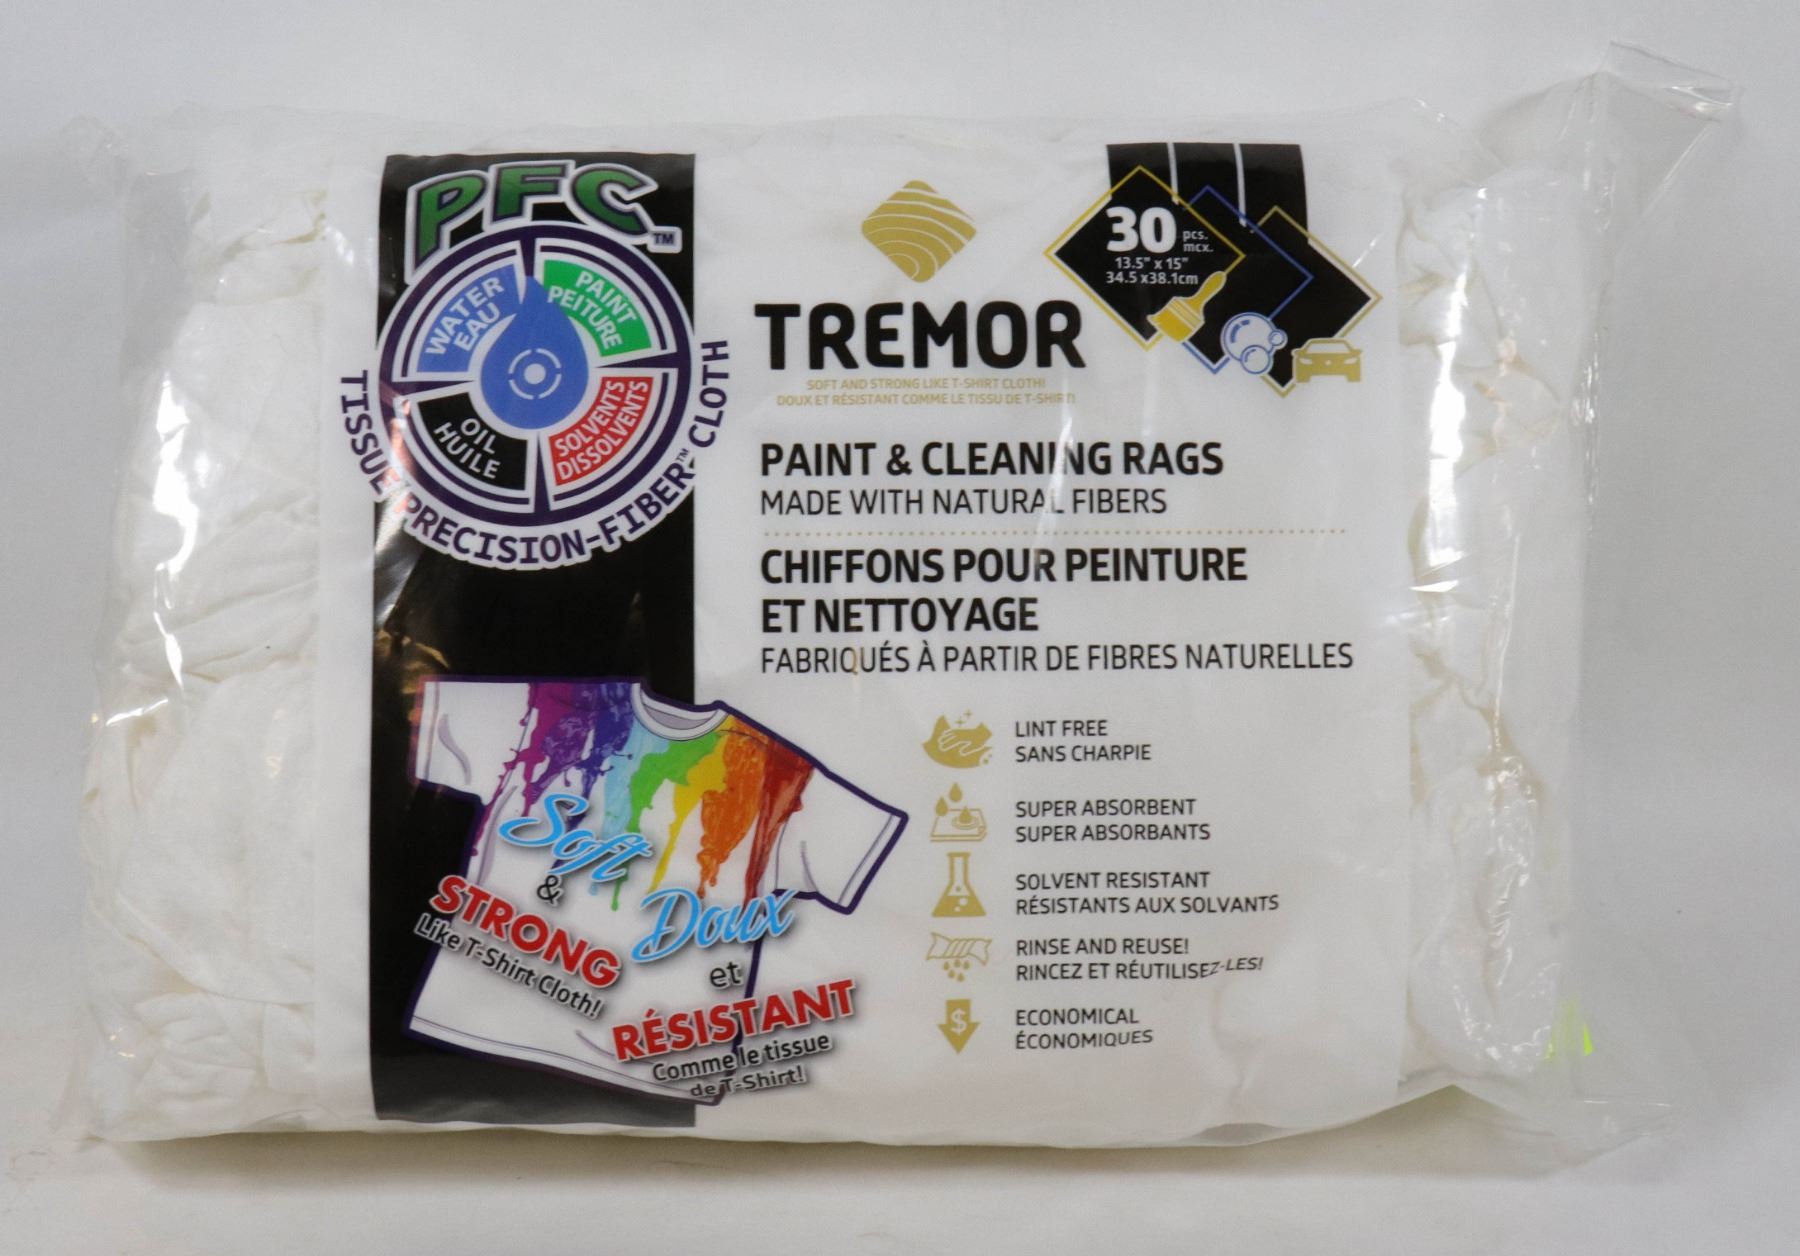 PFC™
WATER
EAU
PAINT
PEITURE
OIL
HUILE
SOLVENTS
DISSOLVENTS
TISSUE PRECISION-FIBER™ CLOTH
TREMOR
SOFT AND STRONG LIKE T-SHIRT CLOTH!
DOUX ET RÉSISTANT COMME LE TISSU DE T-SHIRT!
30 pcs.
mcx.
13.5" x 15"
34.5 x38.1cm
PAINT & CLEANING RAGS
MADE WITH NATURAL FIBERS
CHIFFONS POUR PEINTURE
ET NETTOYAGE
FABRIQUÉS À PARTIR DE FIBRES NATURELLES
LINT FREE
SANS CHARPIE
SUPER ABSORBENT
SUPER ABSORBANTS
SOLVENT RESISTANT
RÉSISTANTS AUX SOLVANTS
RINSE AND REUSE!
RINCEZ ET RÉUTILISEZ-LES!
$
ECONOMICAL
ÉCONOMIQUES
Soft
&
STRONG
Like T-Shirt Cloth!
Doux
et
RÉSISTANT
Comme le tissue
de T-Shirt!